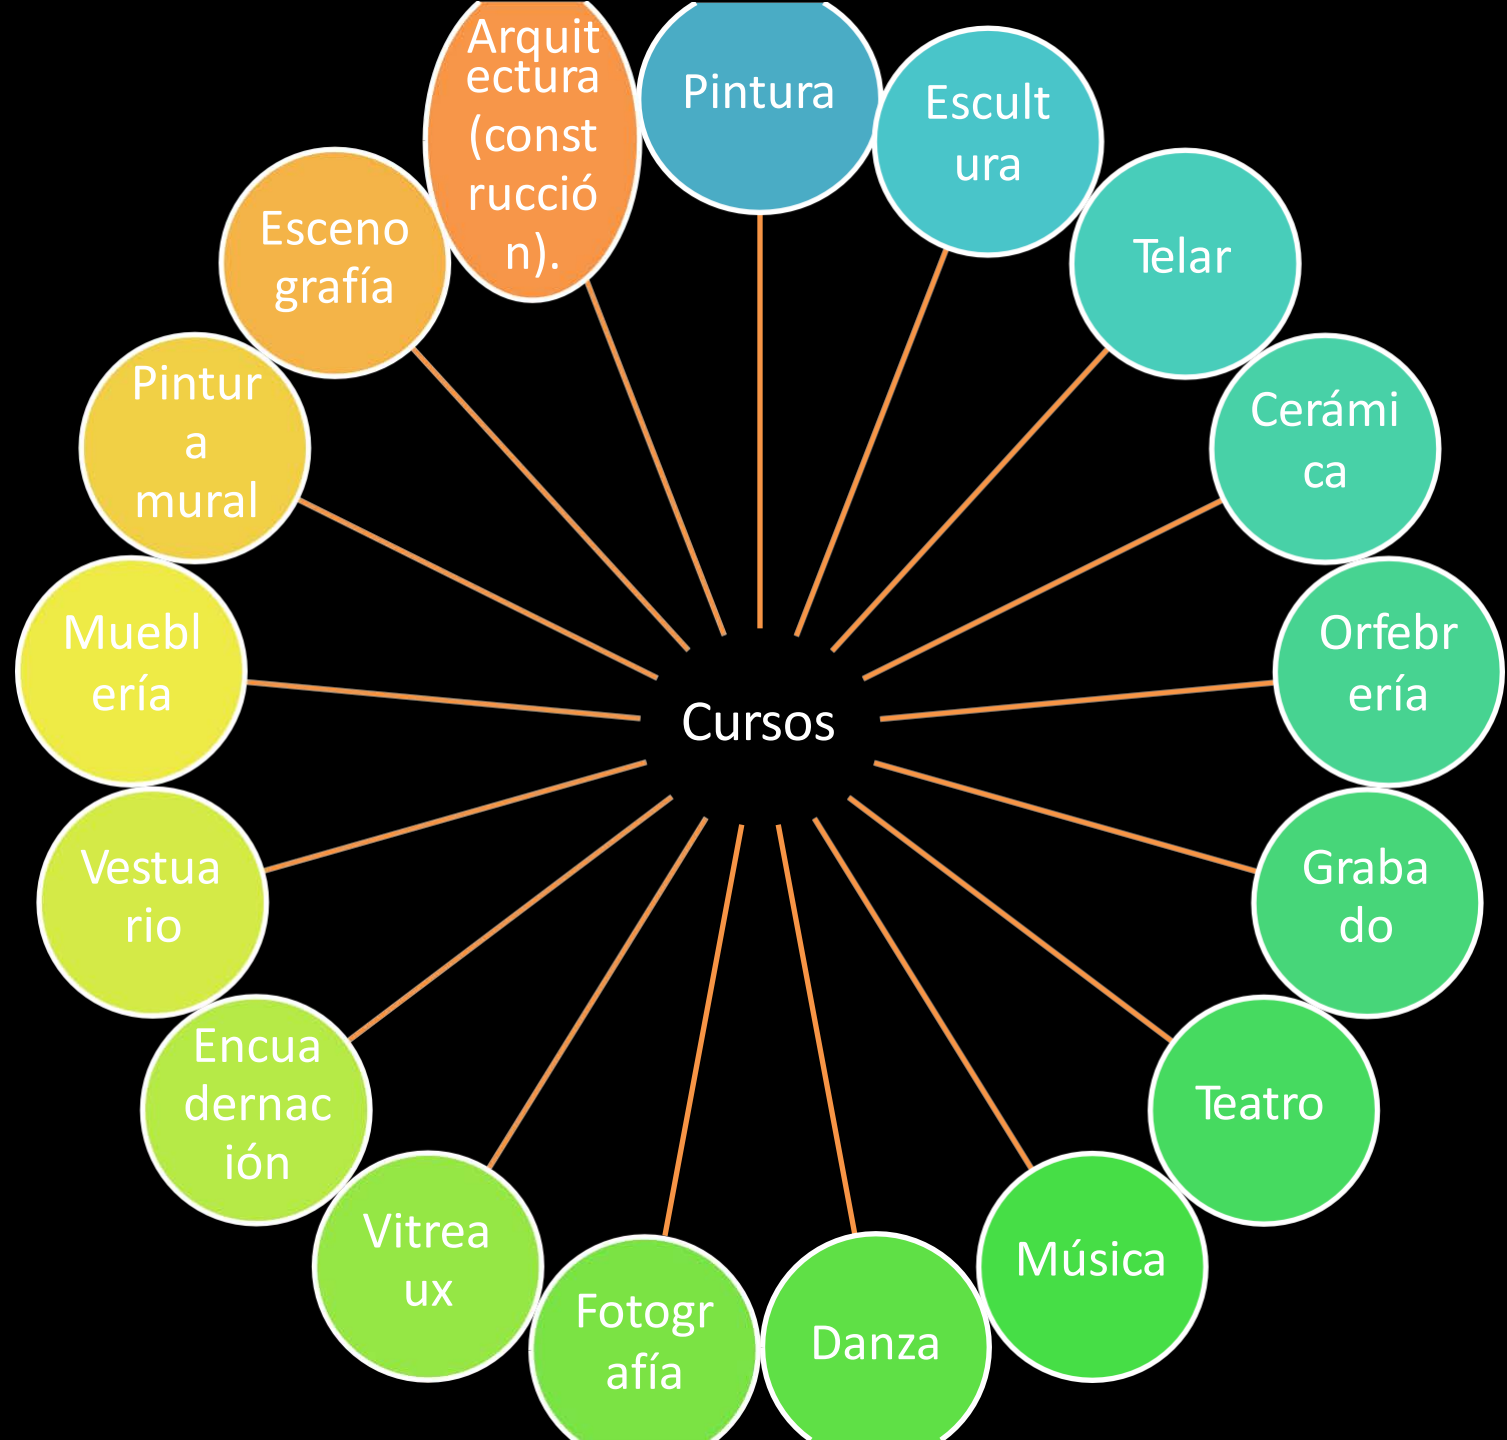 Cursos
Pintura
Escult
ura
Telar
Cerámi
ca
Orfebr
ería
Graba
do
Teatro
Música
Danza
Fotogr
afía
Vitrea
ux
Encua
dernac
ión
Vestua
rio
Muebl
ería
Pintur
a
mural
Esceno
grafía
Arquit
ectura
(const
rucció
n).